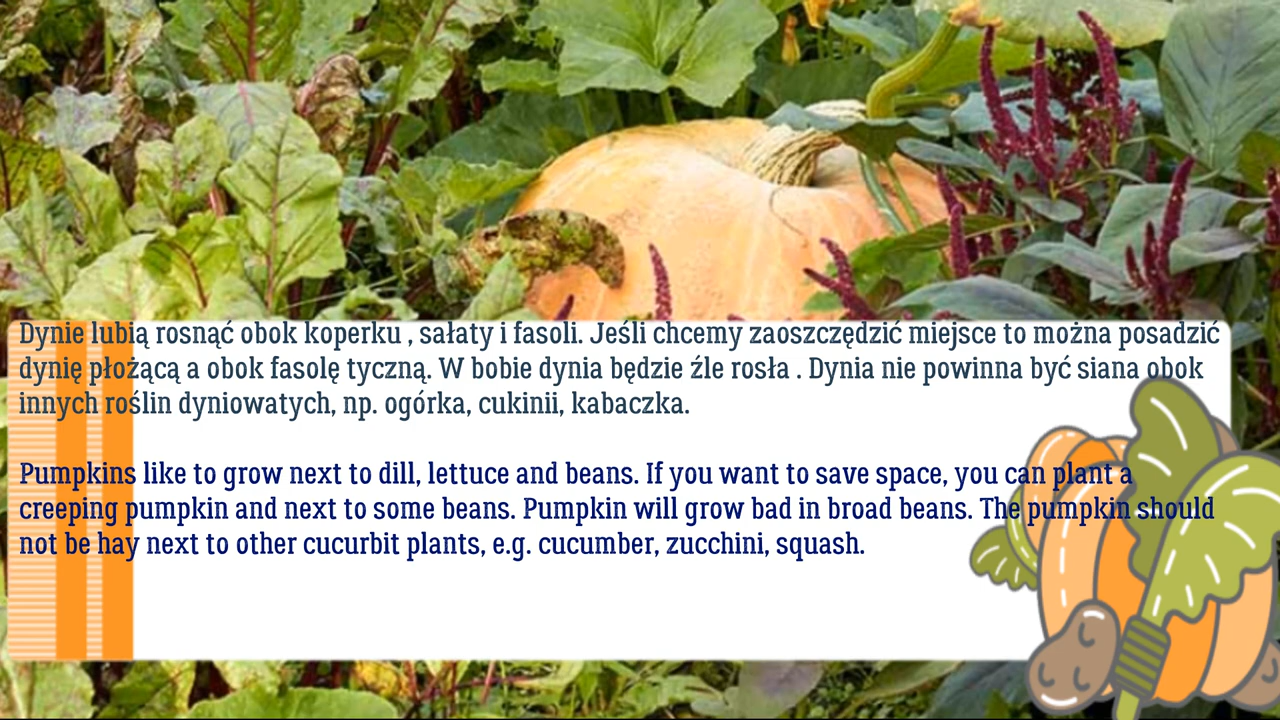 Dynie lubią rosnąć obok koperku , sałaty i fasoli. Jeśli chcemy zaoszczędzić miejsce to można posadzić
dynię płożącą a obok fasolę tyczną. W bobie dynia będzie źle rosła . Dynia nie powinna być siana obok
innych roślin dyniowatych, np. ogórka, cukinii, kabaczka.
Pumpkins like to grow next to dill, lettuce and beans. If you want to save space, you can plant a
creeping pumpkin and next to some beans. Pumpkin will grow bad in broad beans. The pumpkin should
not be hay next to other cucurbit plants, e.g. cucumber, zucchini, squash.